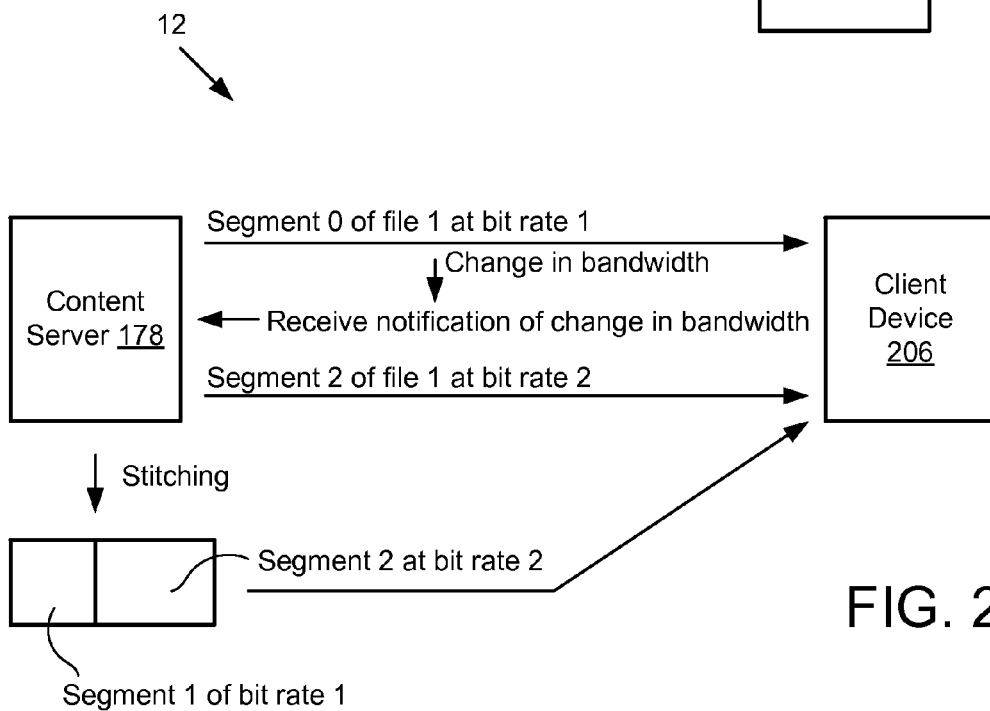 12
Segment 0 of file 1 at bit rate 1
Change in bandwidth
Content
Server 178
Receive notification of change in bandwidth
Client
Device
206
Segment 2 of file 1 at bit rate 2
Stitching
Segment 2 at bit rate 2
FIG. 2
Segment 1 of bit rate 1